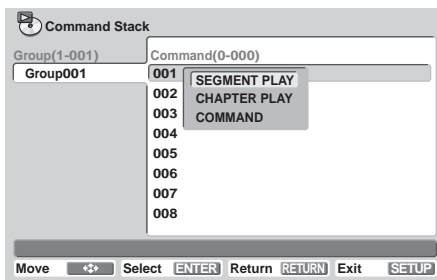 Command Stack
Group(1-001) Command(0-000)
Group001 001 SEGMENT PLAY
002 CHAPTER PLAY
003 COMMAND
004
005
006
007
008
Move Select ENTER Return RETURN Exit SETUP